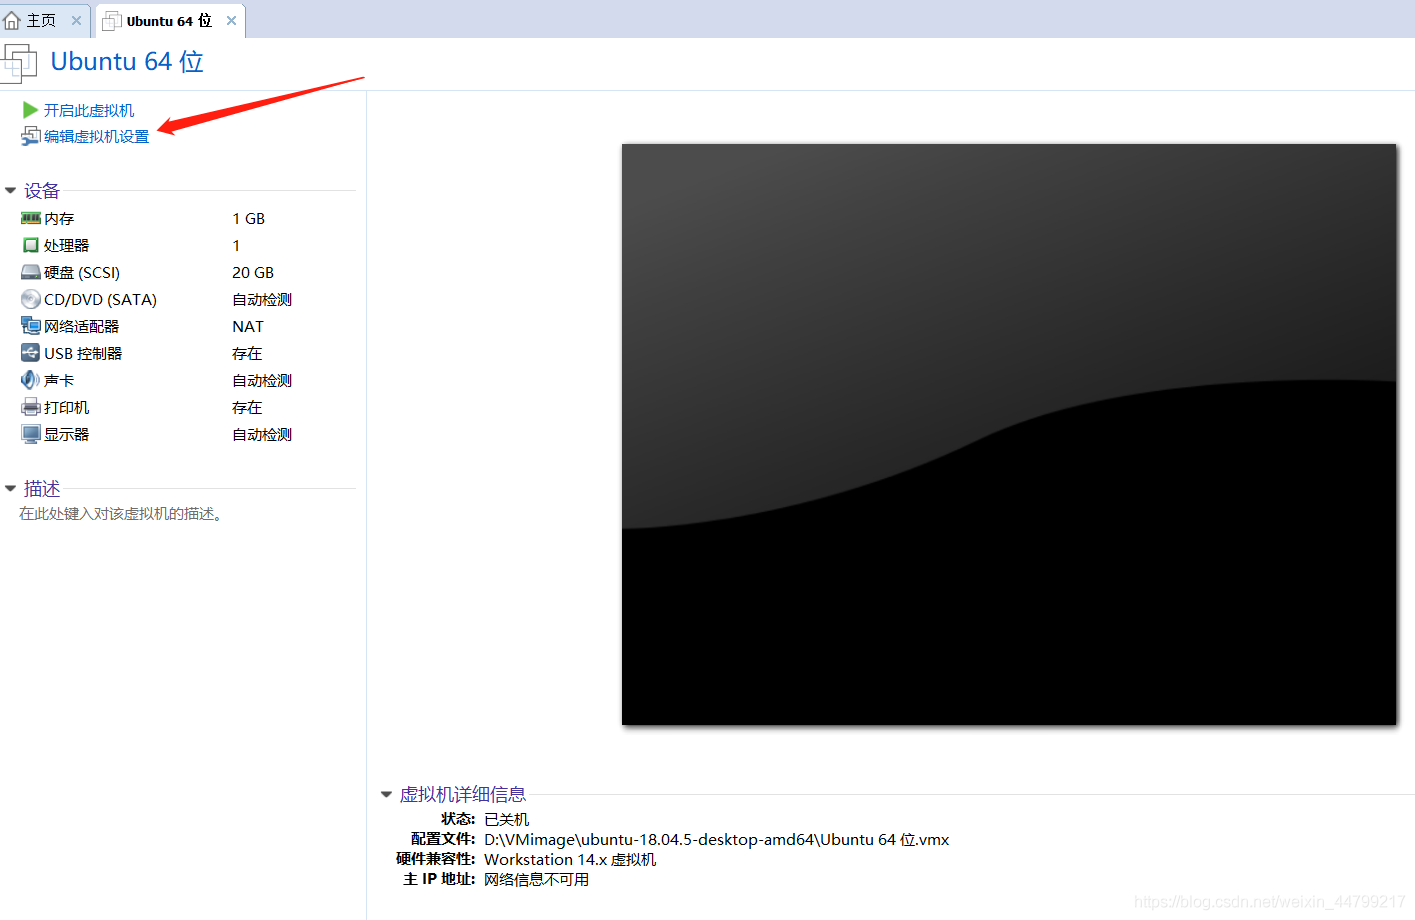 主页
Ubuntu 64 位
Ubuntu 64 位
开启此虚拟机
编辑虚拟机设置
设备
内存 1 GB
处理器 1
硬盘 (SCSI) 20 GB
CD/DVD (SATA) 自动检测
网络适配器 NAT
USB 控制器 存在
声卡 自动检测
打印机 存在
显示器 自动检测
描述
在此处键入对该虚拟机的描述。
虚拟机详细信息
状态: 已关机
配置文件: D:\VMimage\ubuntu-18.04.5-desktop-amd64\Ubuntu 64 位.vmx
硬件兼容性: Workstation 14.x 虚拟机
主 IP 地址: 网络信息不可用
https://blog.csdn.net/weixin_44799217